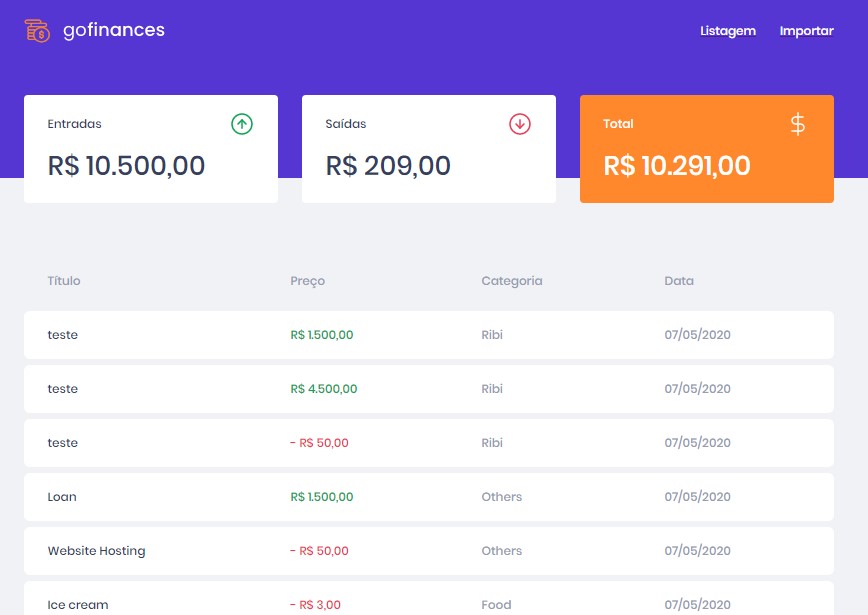 gofinances
Listagem Importar
Entradas
R$ 10.500,00
Saídas
R$ 209,00
Total
$
R$ 10.291,00
Título Preço Categoria Data
teste R$ 1.500,00 Ribi 07/05/2020
teste R$ 4.500,00 Ribi 07/05/2020
teste - R$ 50,00 Ribi 07/05/2020
Loan R$ 1.500,00 Others 07/05/2020
Website Hosting - R$ 50,00 Others 07/05/2020
Ice cream - R$ 3,00 Food 07/05/2020